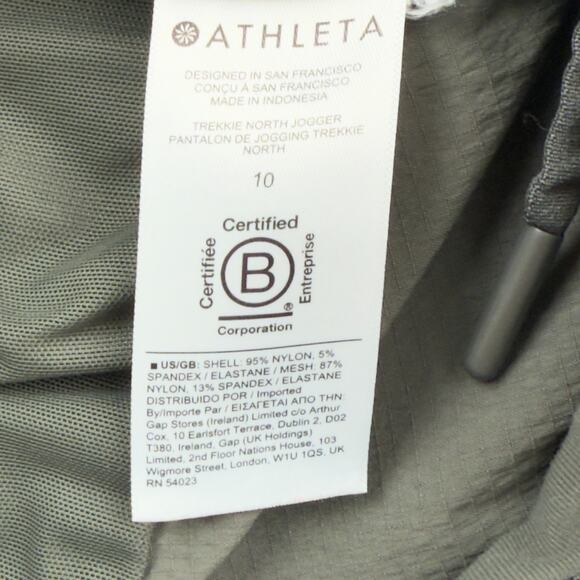 ATHLETA
DESIGNED IN SAN FRANCISCO
CONÇU À SAN FRANCISCO
MADE IN INDONESIA
TREKKIE NORTH JOGGER
PANTALON DE JOGGING TREKKIE
NORTH
10
Certified
Certifiée
B
®
Entreprise
Corporation
■ US/GB: SHELL: 95% NYLON, 5%
SPANDEX / ELASTANE / MESH: 87%
NYLON, 13% SPANDEX / ELASTANE
DISTRIBUIDO POR / Imported
By/Importe Par / ΕΙΣΑΓΕΤΑΙ ΑΠΟ ΤΗΝ:
Gap Stores (Ireland) Limited c/o Arthur
Cox, 10 Earlsfort Terrace, Dublin 2, D02
T380, Ireland, Gap (UK Holdings)
Limited, 2nd Floor Nations House, 103
Wigmore Street, London, W1U 1QS, UK
RN 54023